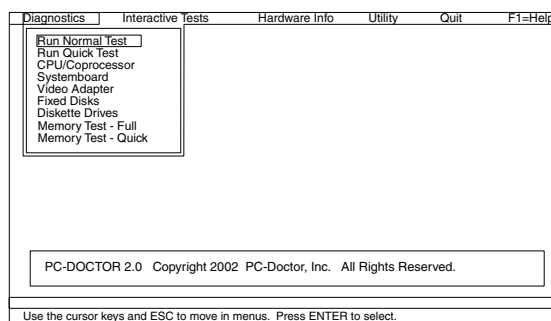 Diagnostics Interactive Tests Hardware Info Utility Quit F1=Help
Run Normal Test
Run Quick Test
CPU/Coprocessor
Systemboard
Video Adapter
Fixed Disks
Diskette Drives
Memory Test - Full
Memory Test - Quick
PC-DOCTOR 2.0 Copyright 2002 PC-Doctor, Inc. All Rights Reserved.
Use the cursor keys and ESC to move in menus. Press ENTER to select.